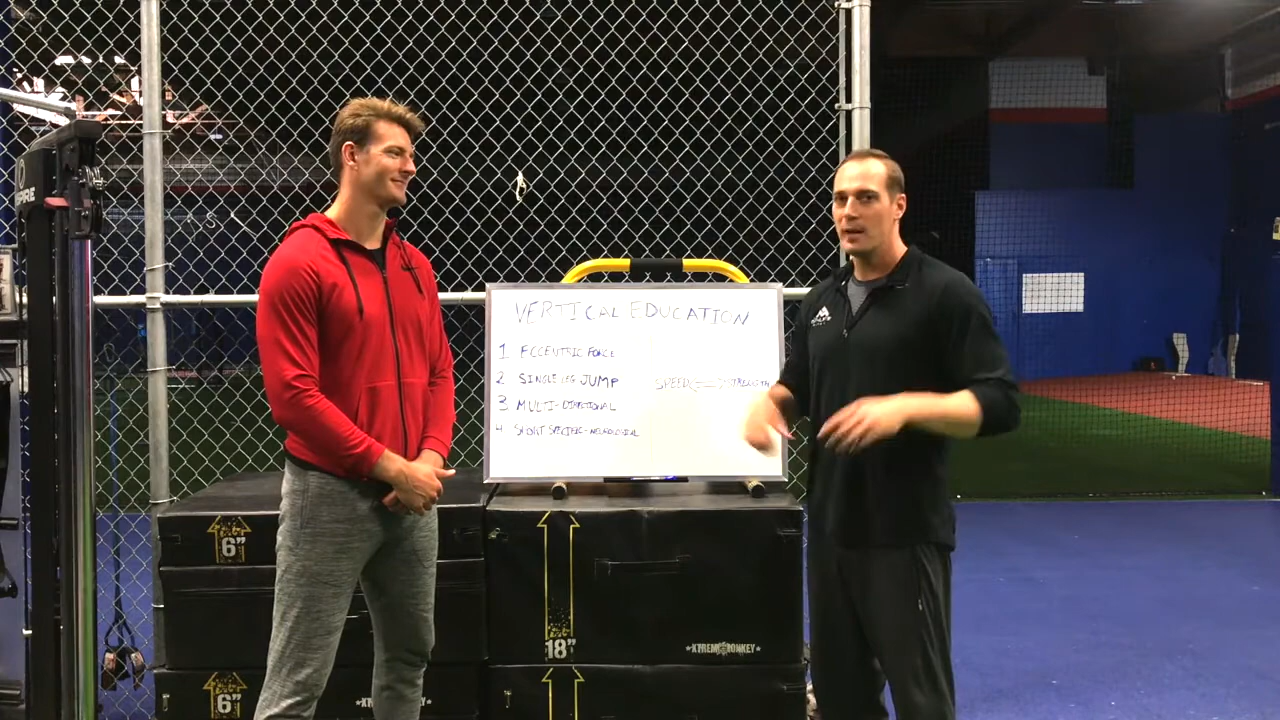 VERTICAL EDUCATION
1 ECCENTRIC FORCE
2 SINGLE LEG JUMP
3 MULTI-DIRECTIONAL
4 SPORT SPECIFIC-NEUROLOGICAL
SPEED
STRENGTH
6"
18"
*XTREME MONKEY*
6"